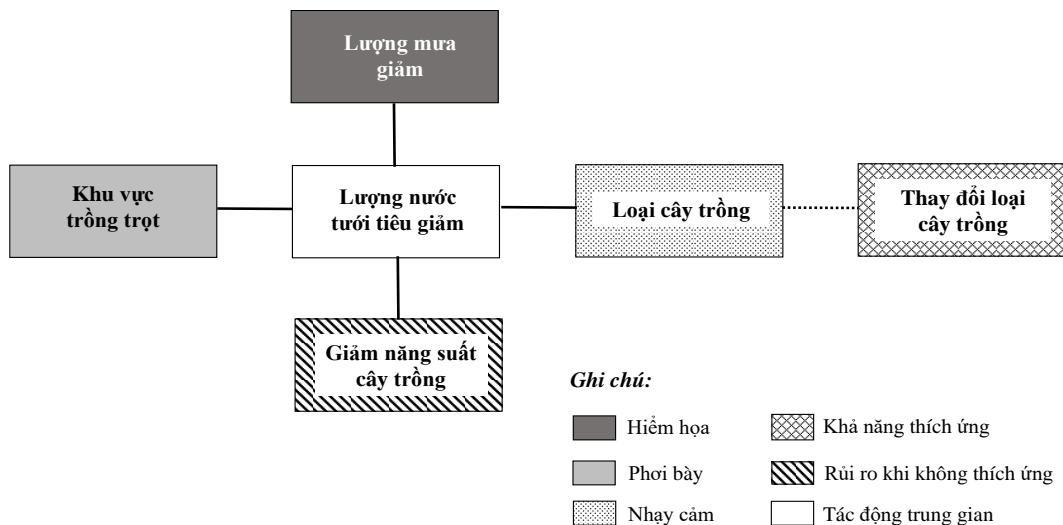 Lượng mưa
giảm
Khu vực
trồng trọt
Lượng nước
tưới tiêu giảm
Loại cây trồng
Thay đổi loại
cây trồng
Giảm năng suất
cây trồng
Ghi chú:
Hiểm họa
Khả năng thích ứng
Phơi bày
Rủi ro khi không thích ứng
Nhạy cảm
Tác động trung gian